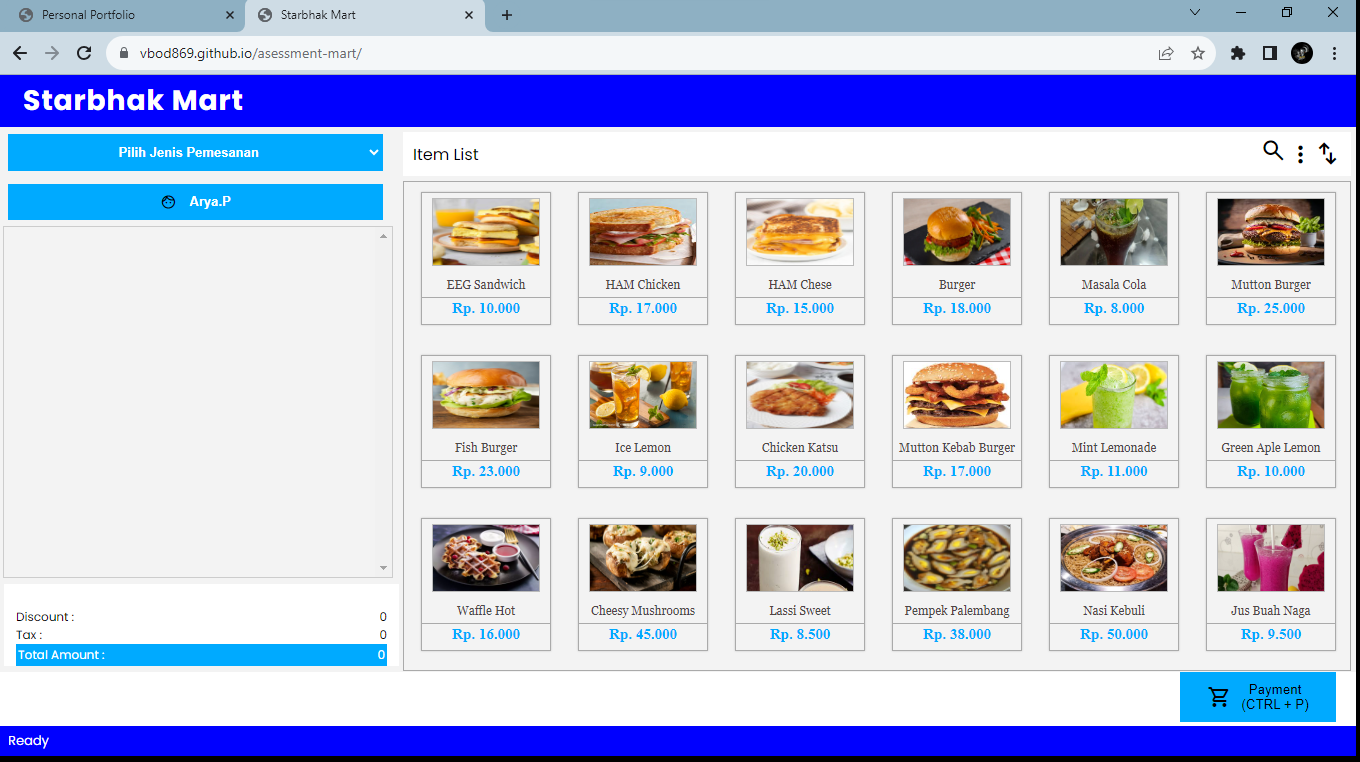 Personal Portfolio
Starbhak Mart
vbod869.github.io/asessment-mart/
Starbhak Mart
Pilih Jenis Pemesanan
Arya.P
Item List
EEG Sandwich
HAM Chicken
HAM Chese
Burger
Masala Cola
Mutton Burger
Rp. 10.000
Rp. 17.000
Rp. 15.000
Rp. 18.000
Rp. 8.000
Rp. 25.000
Fish Burger
Ice Lemon
Chicken Katsu
Mutton Kebab Burger
Mint Lemonade
Green Aple Lemon
Rp. 23.000
Rp. 9.000
Rp. 20.000
Rp. 17.000
Rp. 11.000
Rp. 10.000
Waffle Hot
Cheesy Mushrooms
Lassi Sweet
Pempek Palembang
Nasi Kebuli
Jus Buah Naga
Rp. 16.000
Rp. 45.000
Rp. 8.500
Rp. 38.000
Rp. 50.000
Rp. 9.500
Discount : 0
Tax : 0
Total Amount : 0
Payment
(CTRL + P)
Ready